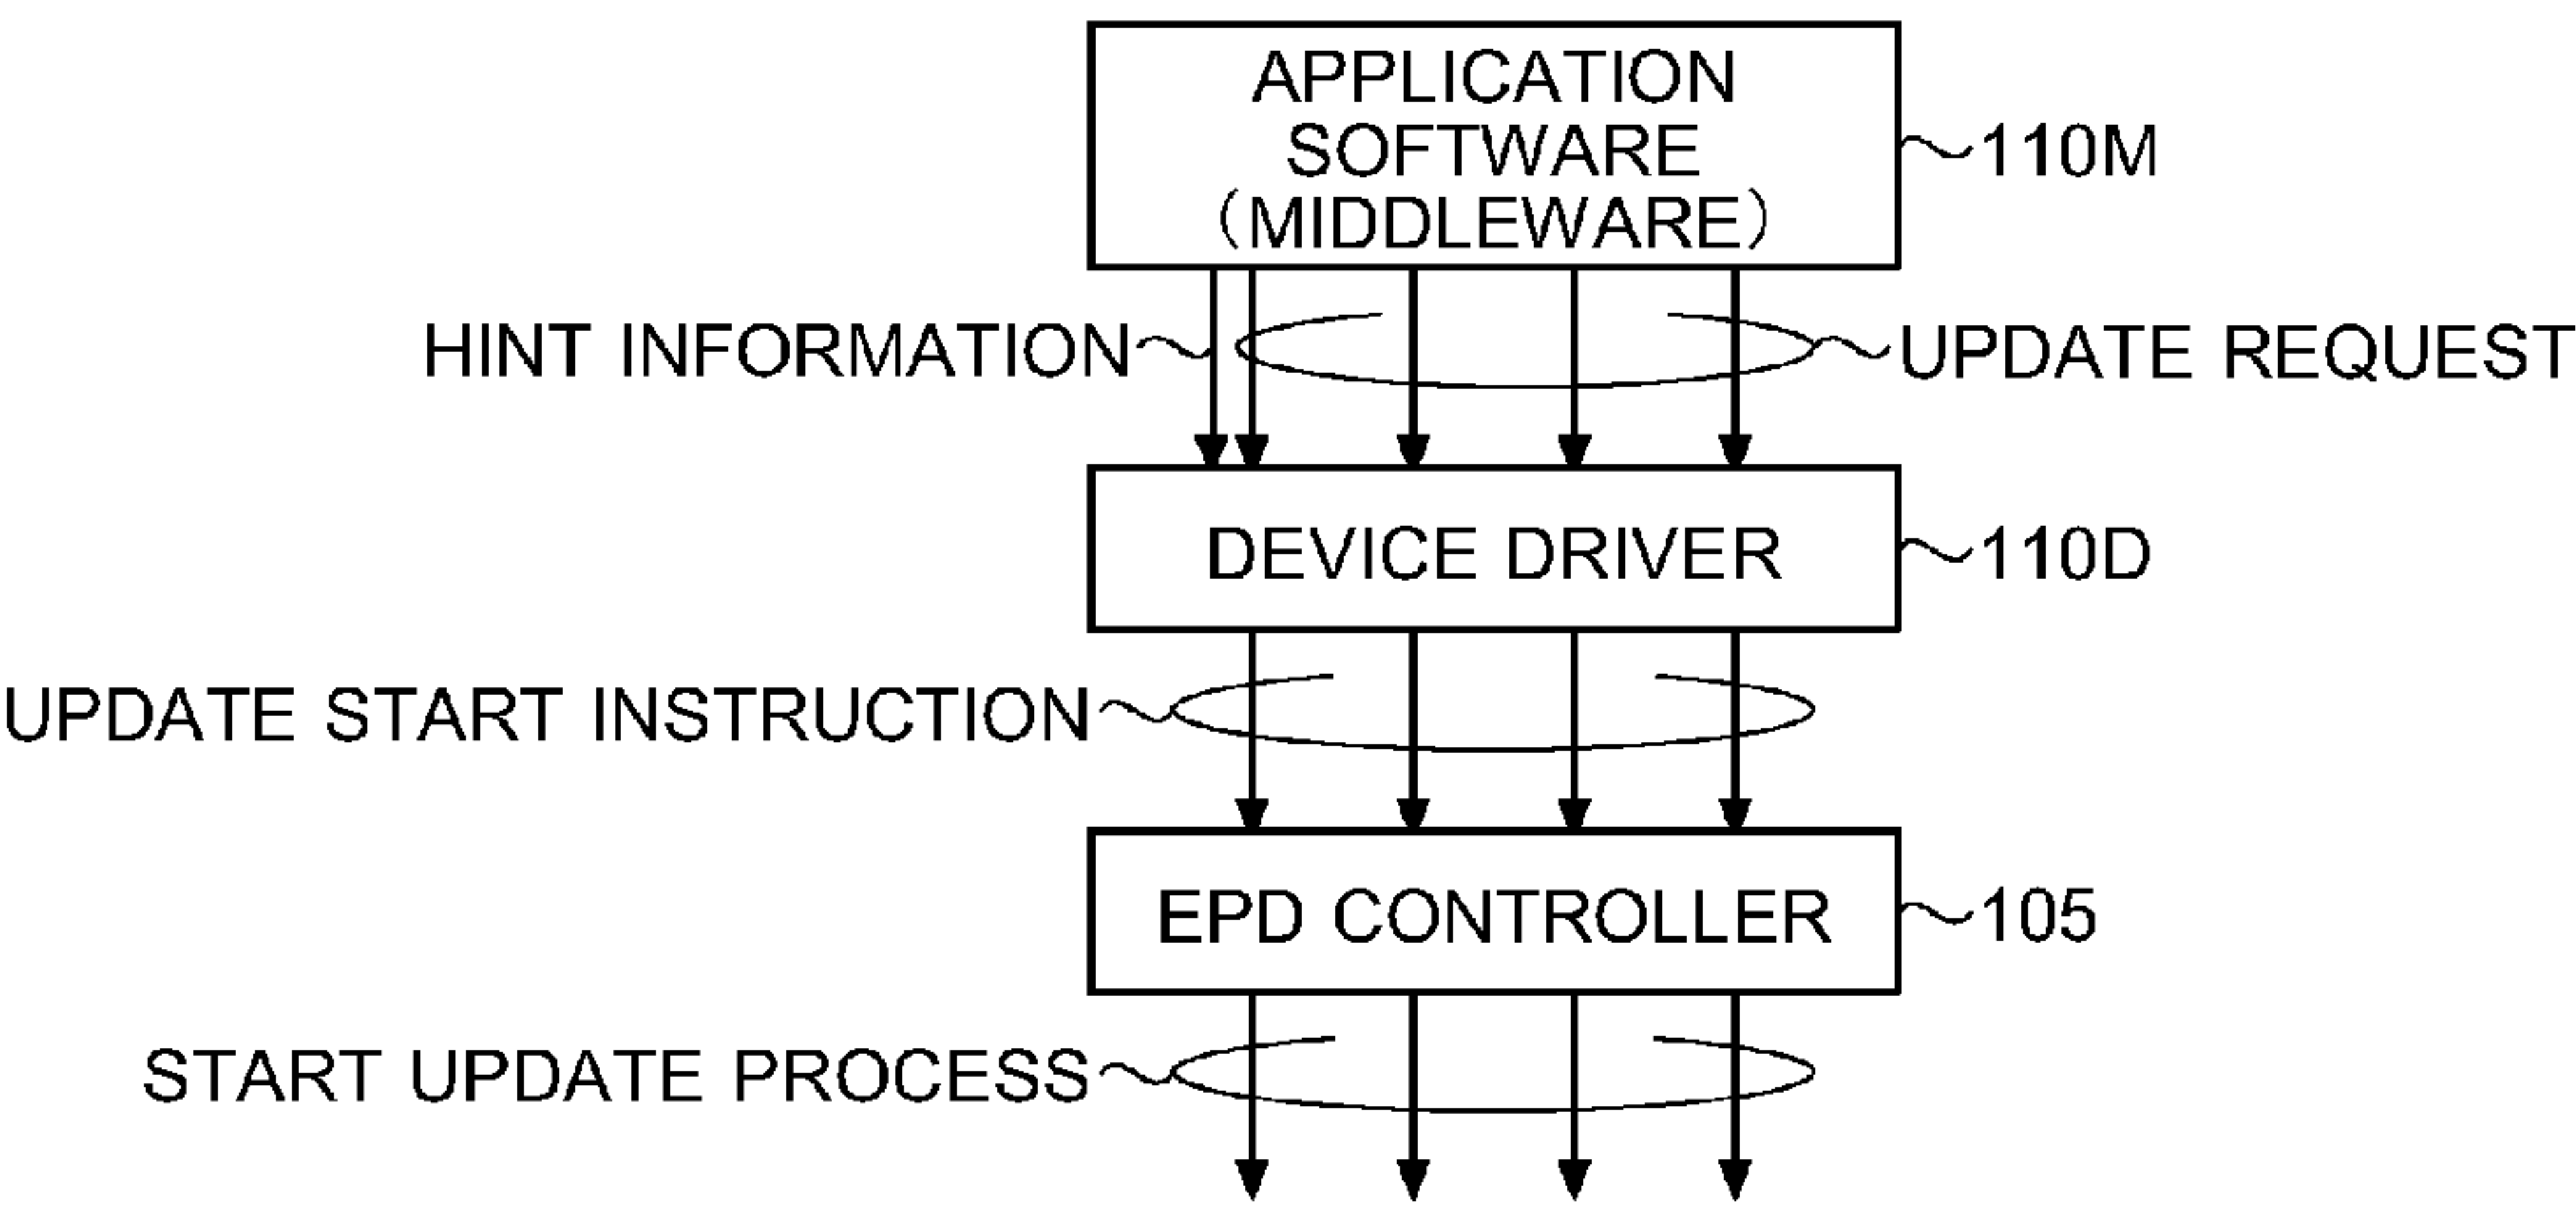 APPLICATION
SOFTWARE
(MIDDLEWARE)
110M
HINT INFORMATION
UPDATE REQUEST
DEVICE DRIVER
110D
UPDATE START INSTRUCTION
EPD CONTROLLER
105
START UPDATE PROCESS